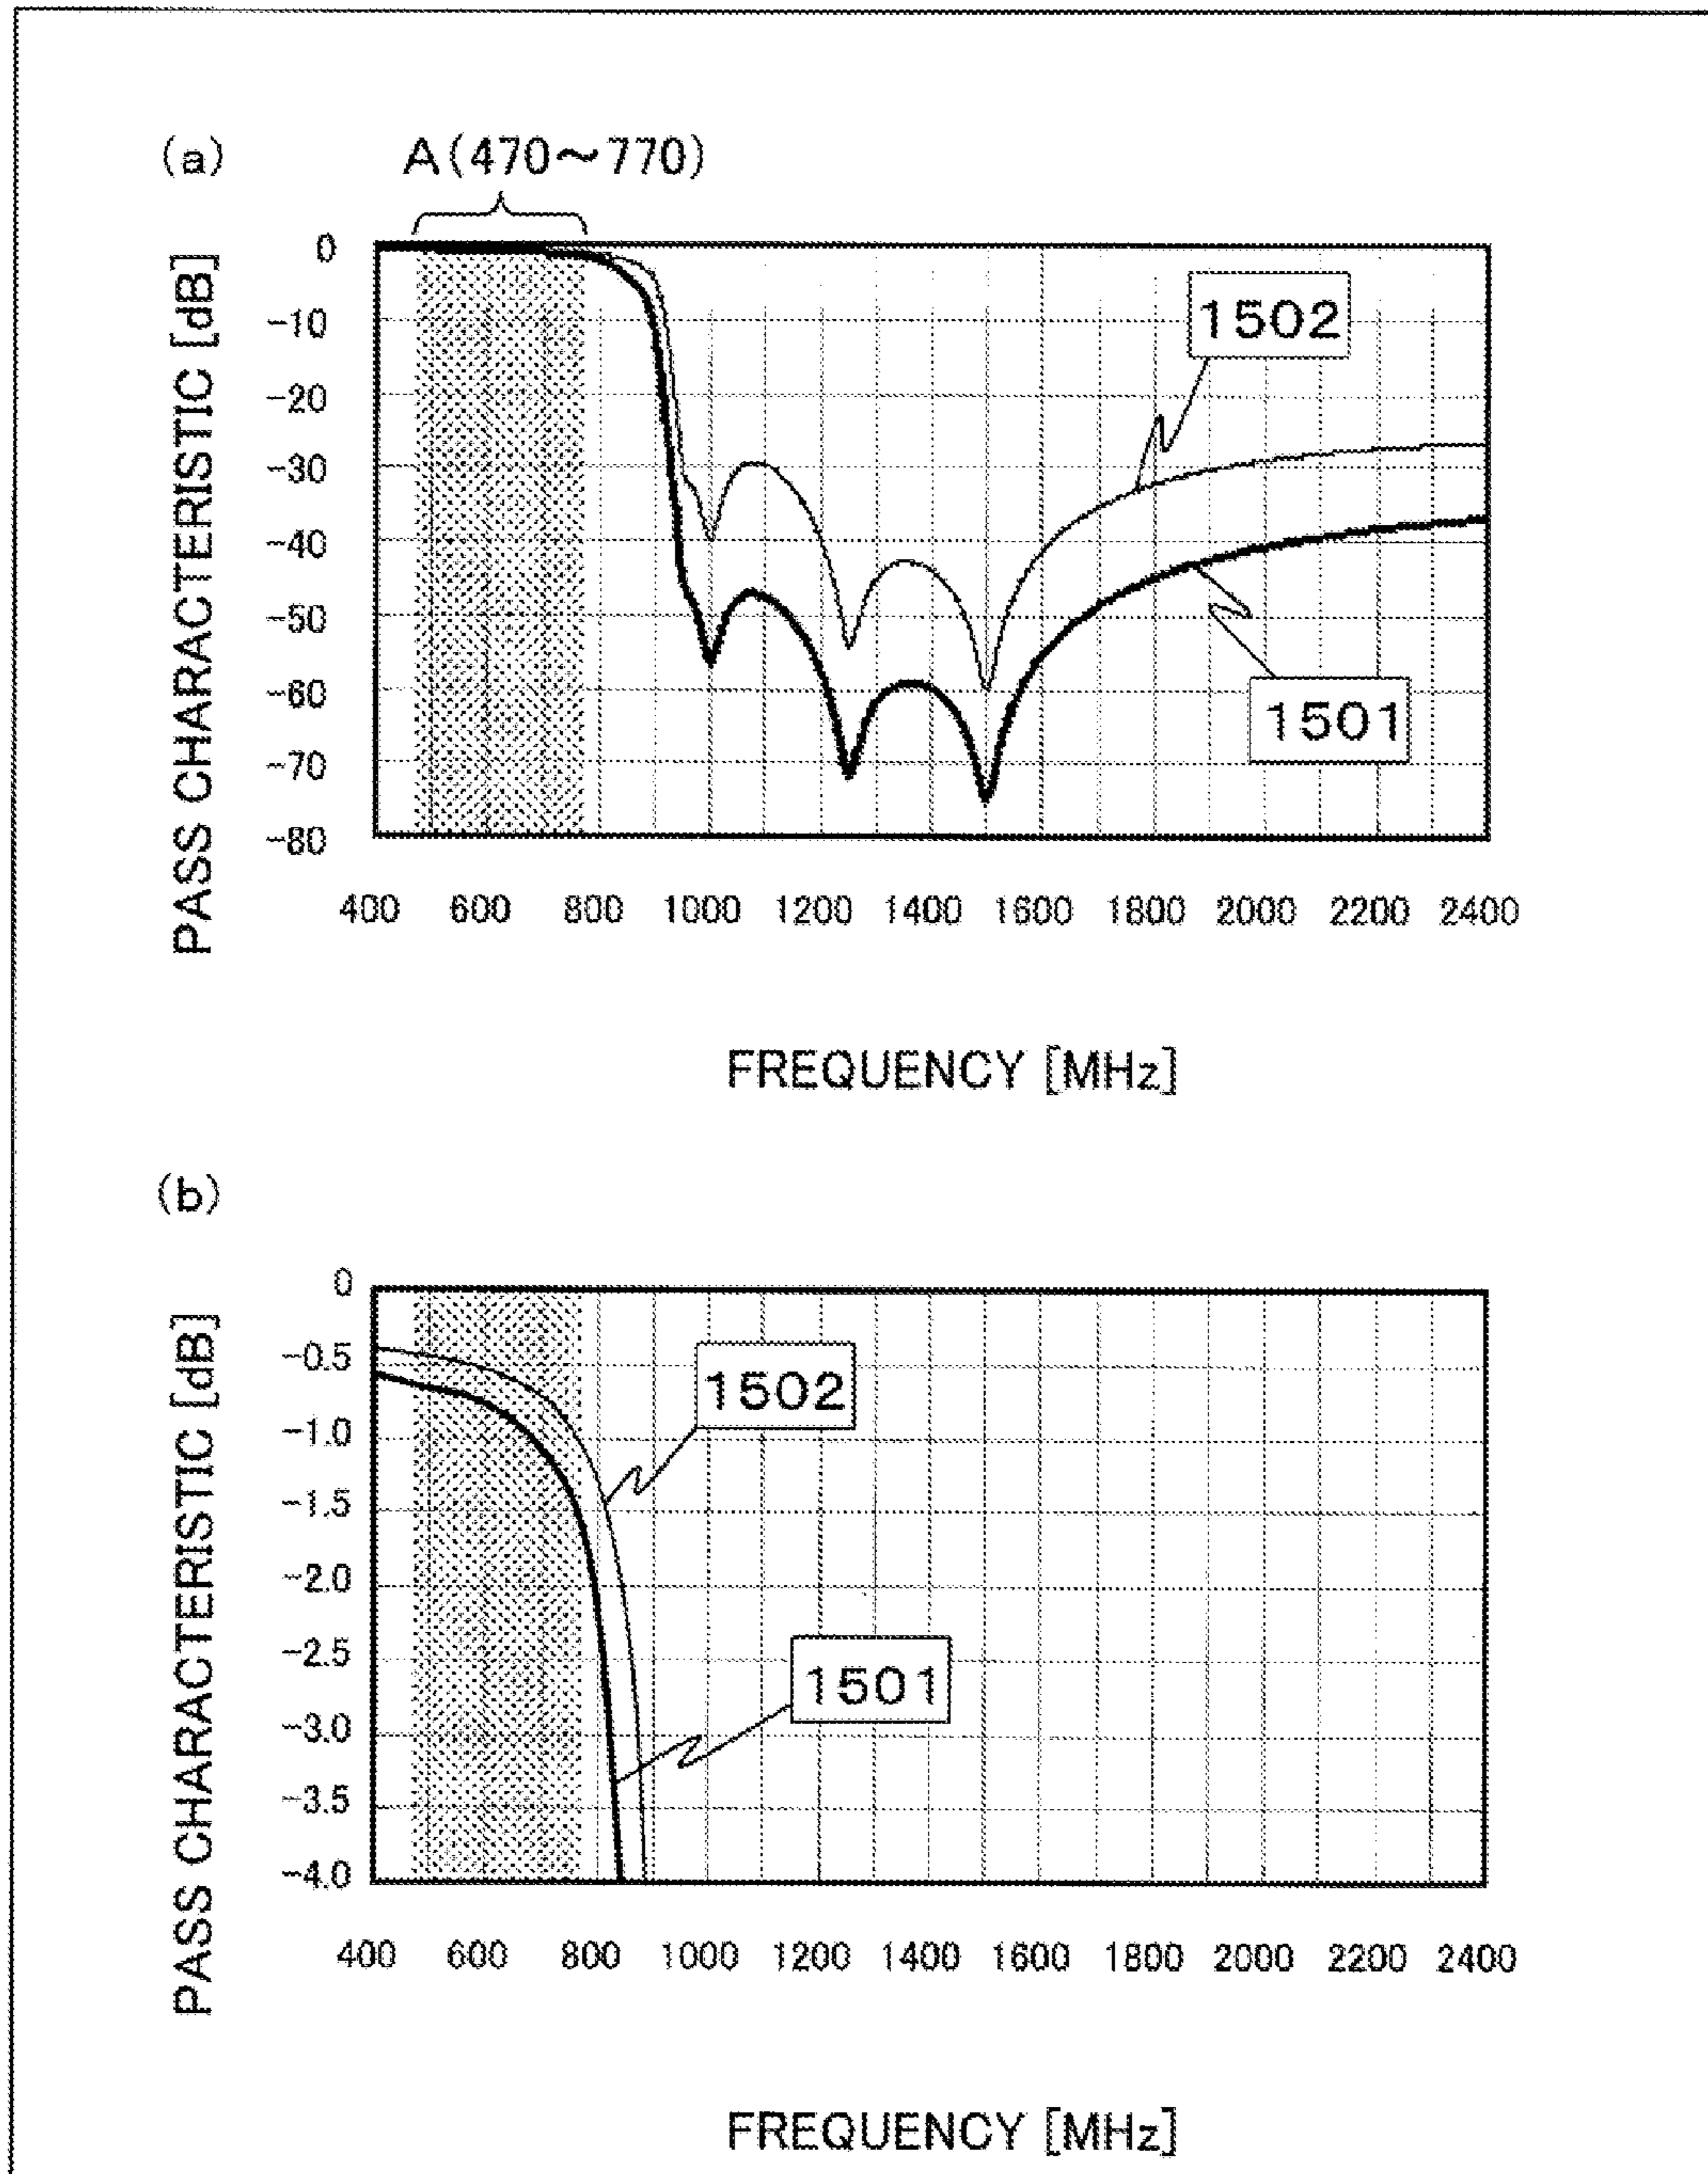 (a)
A(470～770)
PASS CHARACTERISTIC [dB]
0
-10
-20
-30
-40
-50
-60
-70
-80
1502
1501
400 600 800 1000 1200 1400 1600 1800 2000 2200 2400
FREQUENCY [MHz]
(b)
PASS CHARACTERISTIC [dB]
0
-0.5
-1.0
-1.5
-2.0
-2.5
-3.0
-3.5
-4.0
1502
1501
400 600 800 1000 1200 1400 1600 1800 2000 2200 2400
FREQUENCY [MHz]